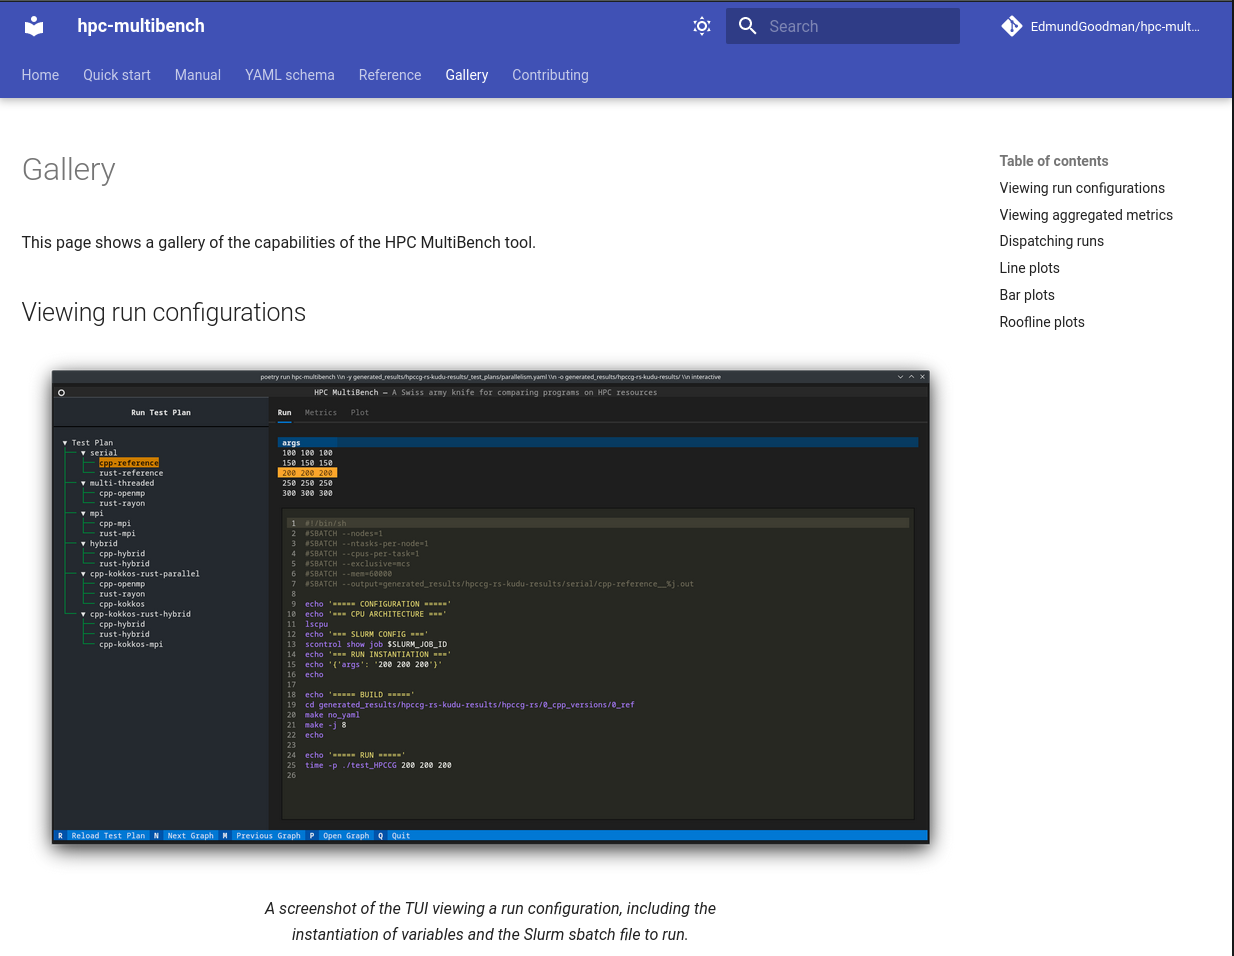 hpc-multibench
Search
EdmundGoodman/hpc-mult...
Home Quick start Manual YAML schema Reference Gallery Contributing
Gallery
This page shows a gallery of the capabilities of the HPC MultiBench tool.
Viewing run configurations
Table of contents
Viewing run configurations
Viewing aggregated metrics
Dispatching runs
Line plots
Bar plots
Roofline plots
poetry run hpc-multibench \\n -y generated_results/hpccg-rs-kudu-results/_test_plans/parallelism.yaml \\n -o generated_results/hpccg-rs-kudu-results/ \\n interactive
HPC MultiBench — A Swiss army knife for comparing programs on HPC resources
Run Test Plan
▼ Test Plan
▼ serial
cpp-reference
rust-reference
▼ multi-threaded
cpp-openmp
rust-rayon
▼ mpi
cpp-mpi
rust-mpi
▼ hybrid
cpp-hybrid
rust-hybrid
▼ cpp-kokkos-rust-parallel
cpp-openmp
rust-rayon
cpp-kokkos
▼ cpp-kokkos-rust-hybrid
cpp-hybrid
rust-hybrid
cpp-kokkos-mpi
Run Metrics Plot
args
100 100 100
150 150 150
200 200 200
250 250 250
300 300 300
1 #!/bin/sh
2 #SBATCH --nodes=1
3 #SBATCH --ntasks-per-node=1
4 #SBATCH --cpus-per-task=1
5 #SBATCH --exclusive=mcs
6 #SBATCH --mem=60000
7 #SBATCH --output=generated_results/hpccg-rs-kudu-results/serial/cpp-reference__%j.out
8
9 echo '===== CONFIGURATION ====='
10 echo '=== CPU ARCHITECTURE ==='
11 lscpu
12 echo '=== SLURM CONFIG ==='
13 scontrol show job $SLURM_JOB_ID
14 echo '=== RUN INSTANTIATION ==='
15 echo '{'args': '200 200 200'}'
16 echo
17
18 echo '===== BUILD ====='
19 cd generated_results/hpccg-rs-kudu-results/hpccg-rs/0_cpp_versions/0_ref
20 make no_yaml
21 make -j 8
22 echo
23
24 echo '===== RUN ====='
25 time -p ./test_HPCCG 200 200 200
26
R Reload Test Plan N Next Graph M Previous Graph P Open Graph Q Quit
A screenshot of the TUI viewing a run configuration, including the
instantiation of variables and the Slurm sbatch file to run.